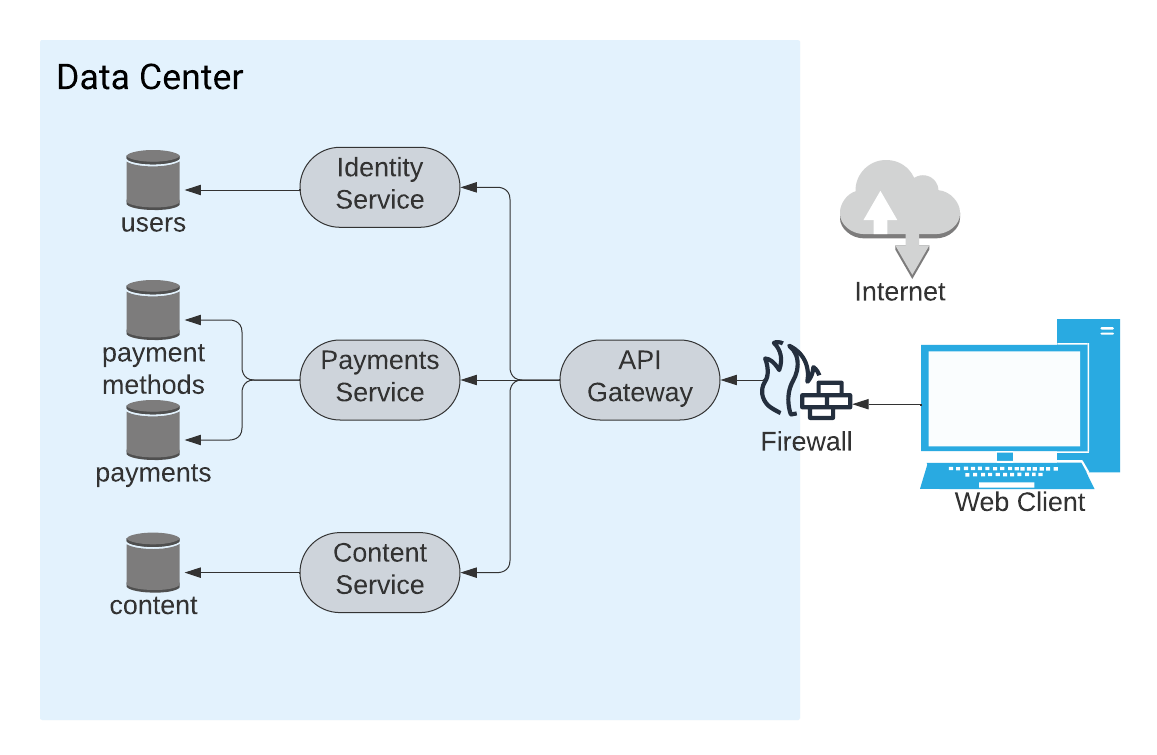 Data Center
Identity
Service
users
Internet
payment
methods
Payments
Service
API
Gateway
Firewall
payments
Web Client
Content
Service
content